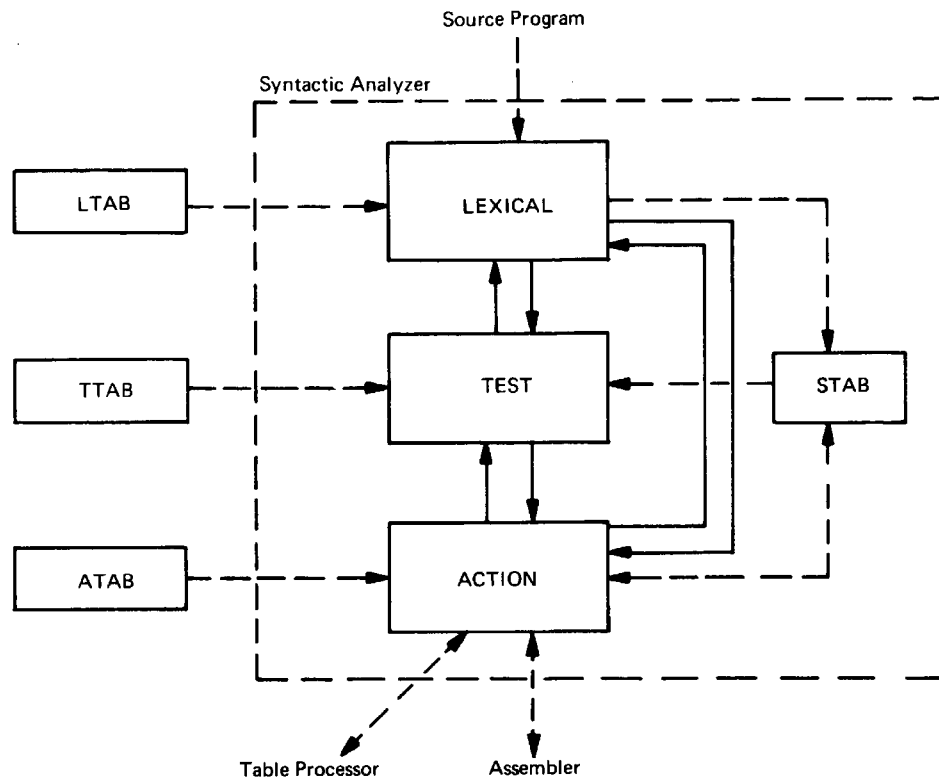 Source Program
Syntactic Analyzer
LTAB
LEXICAL
TTAB
TEST
STAB
ATAB
ACTION
Table Processor
Assembler